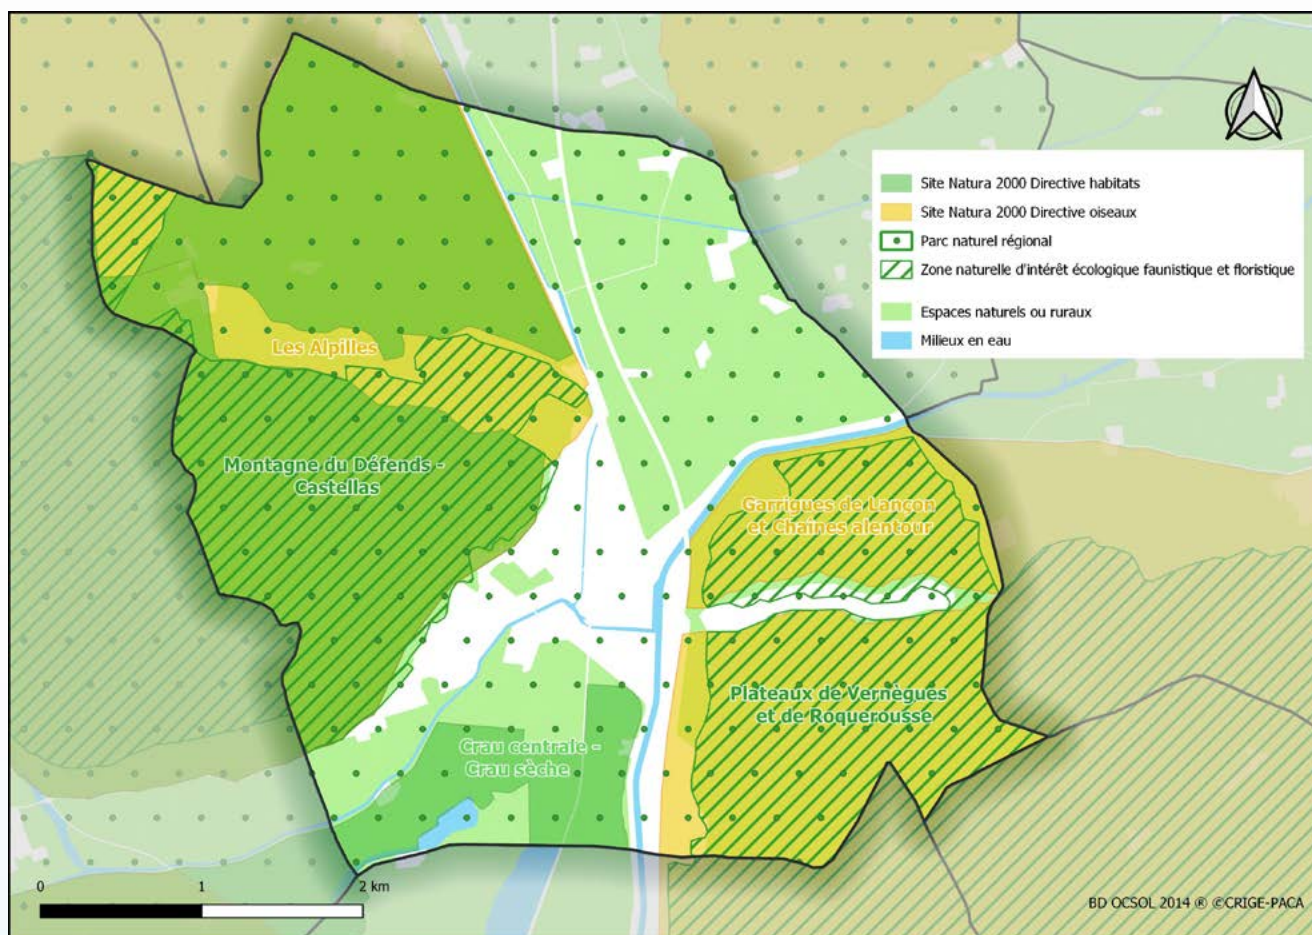 Site Natura 2000 Directive habitats
Site Natura 2000 Directive oiseaux
Parc naturel régional
Zone naturelle d'intérêt écologique faunistique et floristique
Espaces naturels ou ruraux
Milieux en eau
Les Alpilles
Montagne du Défends -
Castellas
Garrigues de Lançon
et Chaînes alentour
Plateaux de Vernègues
et de Roquerousse
Crau centrale -
Crau sèche
0 1 2 km
BD OCSOL 2014 ® ©CRIGE-PACA